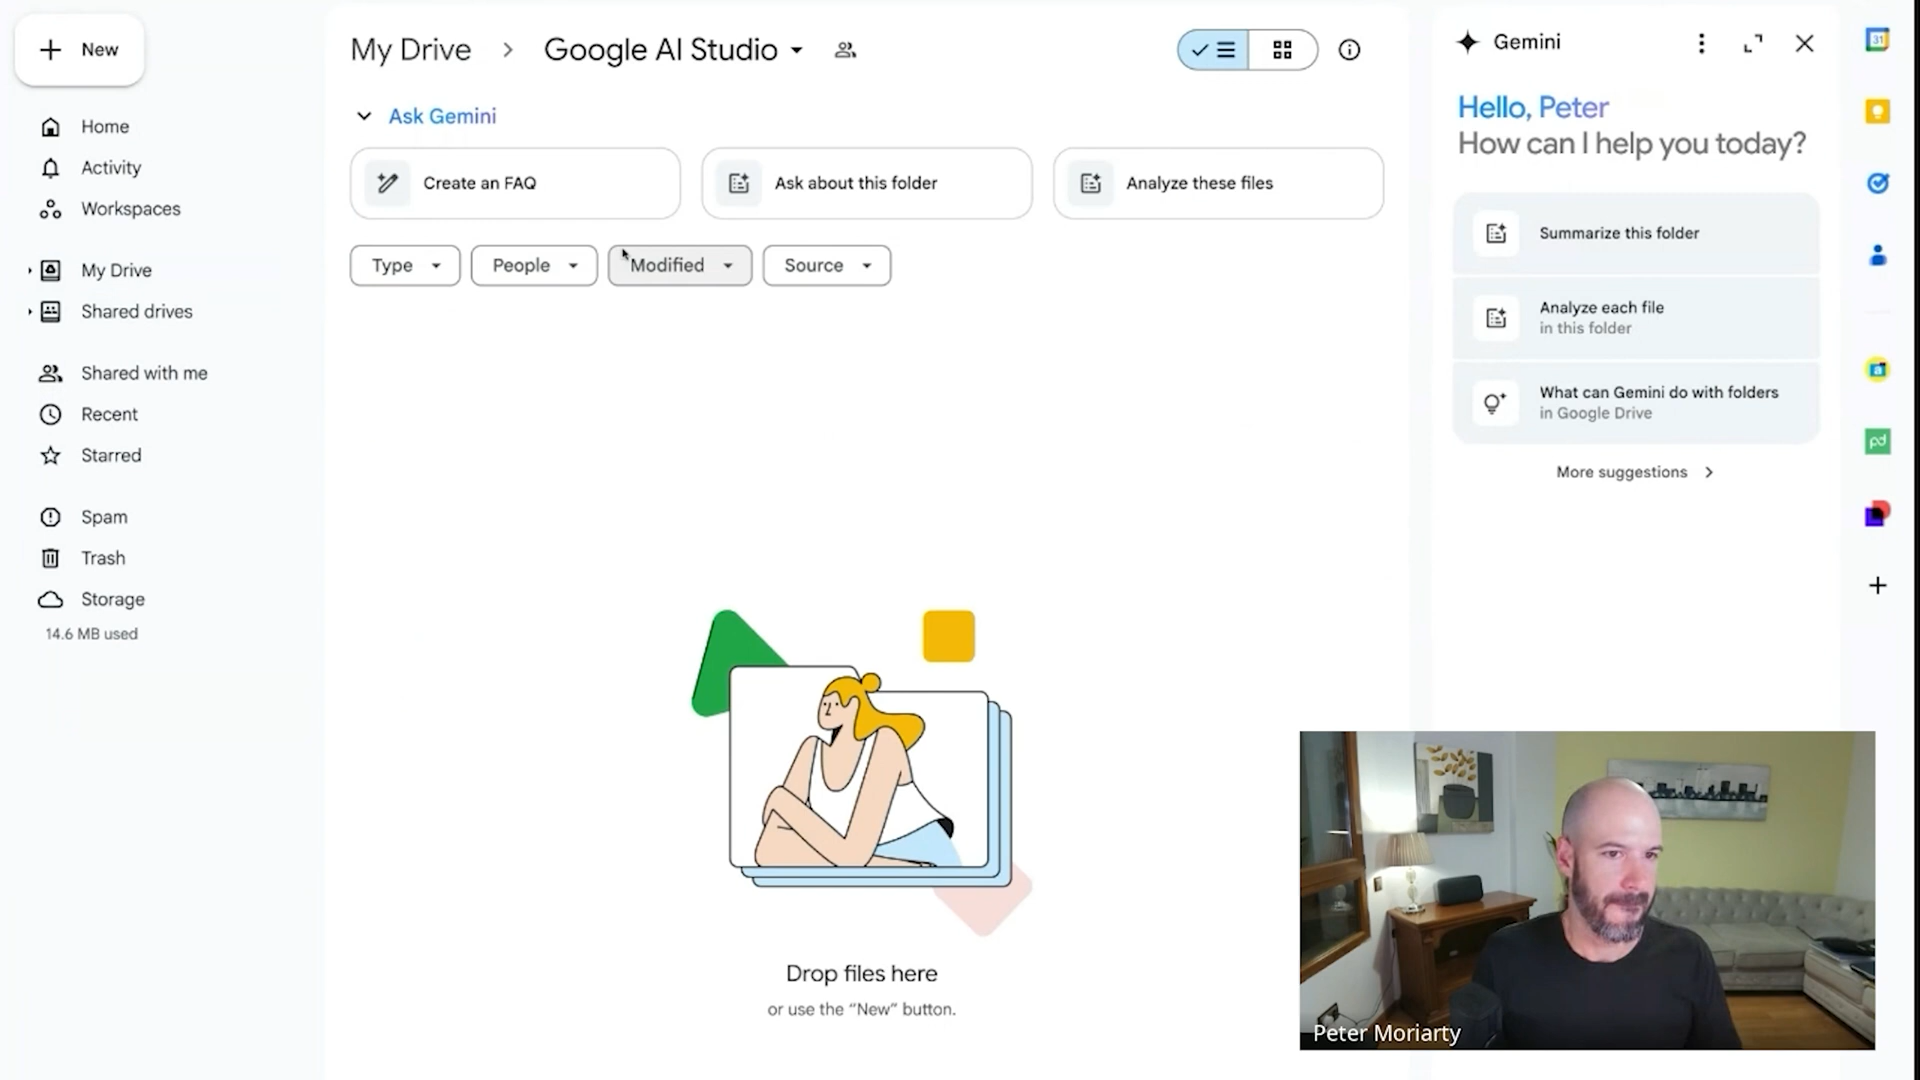 New
Home
Activity
Workspaces
My Drive
Shared drives
Shared with me
Recent
Starred
Spam
Trash
Storage
14.6 MB used
My Drive > Google AI Studio
Ask Gemini
Create an FAQ
Ask about this folder
Analyze these files
Type
People
Modified
Source
Drop files here
or use the “New” button.
Gemini
Hello, Peter
How can I help you today?
Summarize this folder
Analyze each file
in this folder
What can Gemini do with folders
in Google Drive
More suggestions
31
pd
Peter Moriarty